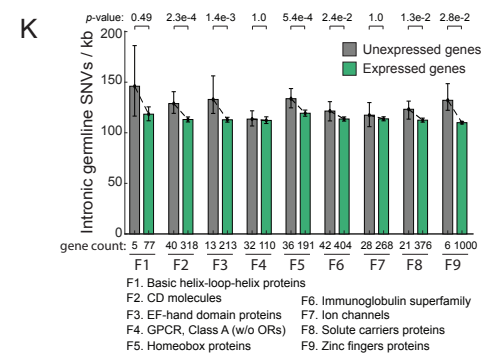 K
p-value: 0.49 2.3e-4 1.4e-3 1.0 5.4e-4 2.4e-2 1.0 1.3e-2 2.8e-2
Intronic germline SNVs / kb
200
150
100
50
0
Unexpressed genes
Expressed genes
gene count: 5 77 40 318 13 213 32 110 36 191 42 404 28 268 21 376 6 1000
F1 F2 F3 F4 F5 F6 F7 F8 F9
F1. Basic helix-loop-helix proteins
F2. CD molecules
F3. EF-hand domain proteins
F4. GPCR, Class A (w/o ORs)
F5. Homeobox proteins
F6. Immunoglobulin superfamily
F7. Ion channels
F8. Solute carriers proteins
F9. Zinc fingers proteins